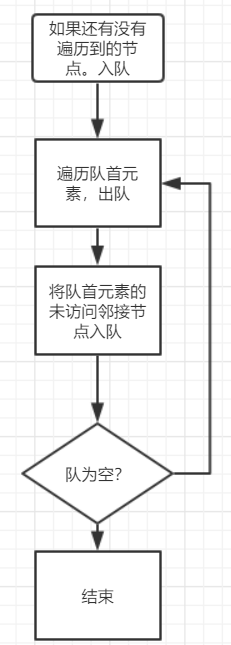 如果还有没有
遍历到的节
点。入队
遍历队首元
素，出队
将队首元素的
未访问邻接节
点入队
队为空？
结束